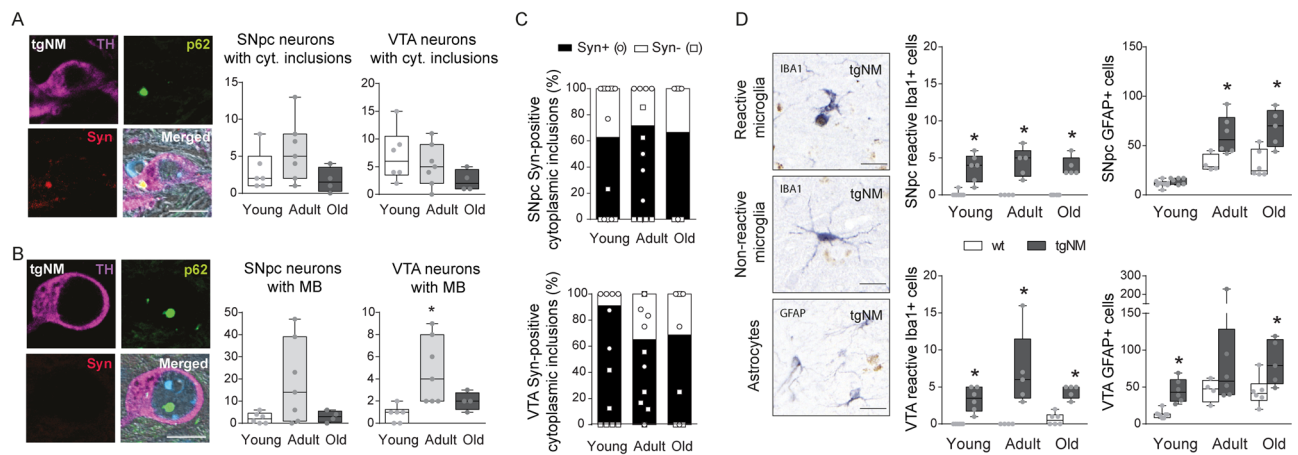 A
tgNM TH
p62
Syn
Merged
SNpc neurons
with cyt. inclusions
15
10
5
0
Young Adult Old
VTA neurons
with cyt. inclusions
20
15
10
5
0
Young Adult Old
B
tgNM TH
p62
Syn
Merged
SNpc neurons
with MB
50
40
30
20
10
0
Young Adult Old
VTA neurons
with MB
*
10
8
6
4
2
0
Young Adult Old
C
Syn+ (o) Syn- (□)
SNpc Syn-positive
cytoplasmic inclusions (%)
100
80
60
40
20
0
Young Adult Old
VTA Syn-positive
cytoplasmic inclusions (%)
100
80
60
40
20
0
Young Adult Old
D
Reactive
microglia
IBA1 tgNM
Non-reactive
microglia
IBA1 tgNM
Astrocytes
GFAP tgNM
SNpc reactive Iba1+ cells
20
15
10
5
0
* * *
Young Adult Old
SNpc GFAP+ cells
150
100
50
0
* *
Young Adult Old
wt tgNM
VTA reactive Iba1+ cells
20
15
10
5
0
* * *
Young Adult Old
VTA GFAP+ cells
300
200
150
100
50
0
* *
Young Adult Old